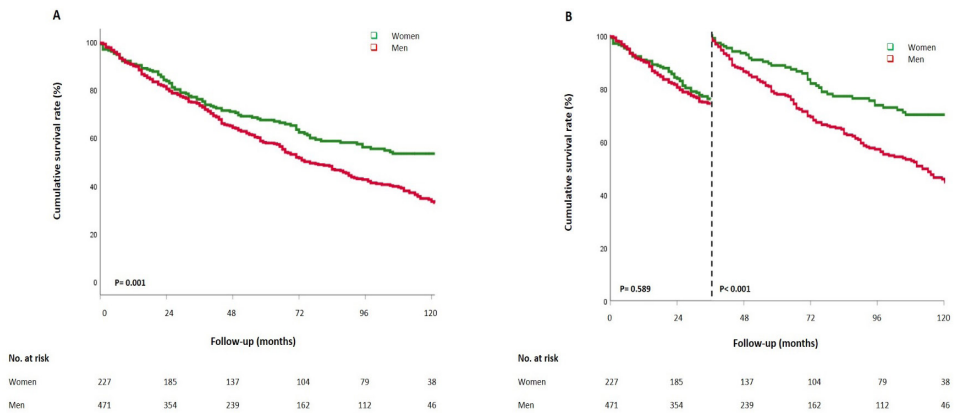 A
Women
Men
Cumulative survival rate (%)
100
80
60
40
20
0
P= 0.001
0 24 48 72 96 120
Follow-up (months)
No. at risk
Women 227 185 137 104 79 38
Men 471 354 239 162 112 46
B
Women
Men
Cumulative survival rate (%)
100
80
60
40
20
0
P= 0.589
P< 0.001
0 24 48 72 96 120
Follow-up (months)
No. at risk
Women 227 185 137 104 79 38
Men 471 354 239 162 112 46